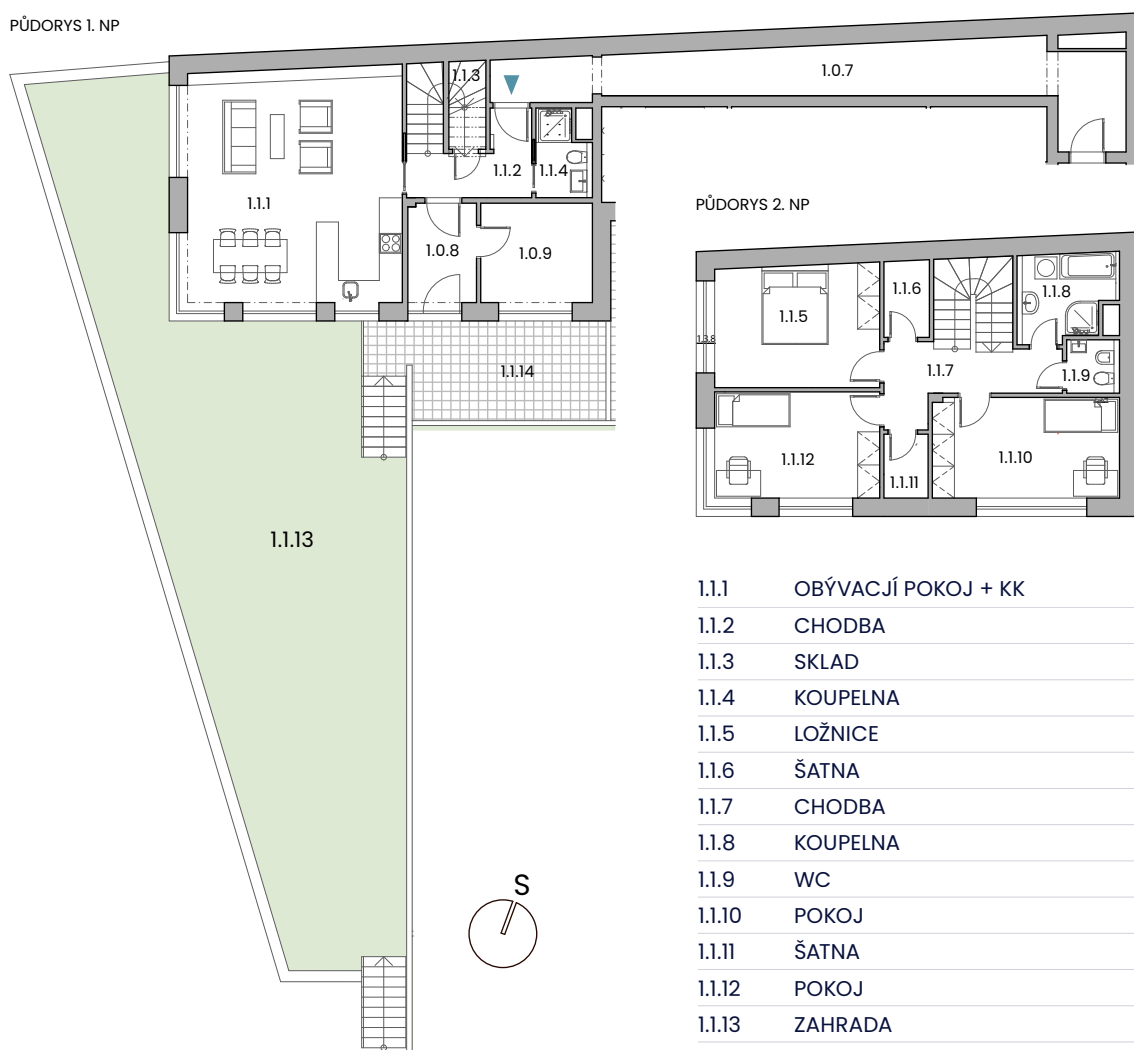 PŮDORYS 1. NP
1.1.3
1.0.7
1.1.2
1.1.4
1.1.1
1.0.8
1.0.9
1.1.14
1.1.13
S
PŮDORYS 2. NP
1.1.6
1.1.8
1.1.5
1.3.8
1.1.7
1.1.9
1.1.12
1.1.10
1.1.11
1.1.1 OBÝVACJÍ POKOJ + KK
1.1.2 CHODBA
1.1.3 SKLAD
1.1.4 KOUPELNA
1.1.5 LOŽNICE
1.1.6 ŠATNA
1.1.7 CHODBA
1.1.8 KOUPELNA
1.1.9 WC
1.1.10 POKOJ
1.1.11 ŠATNA
1.1.12 POKOJ
1.1.13 ZAHRADA